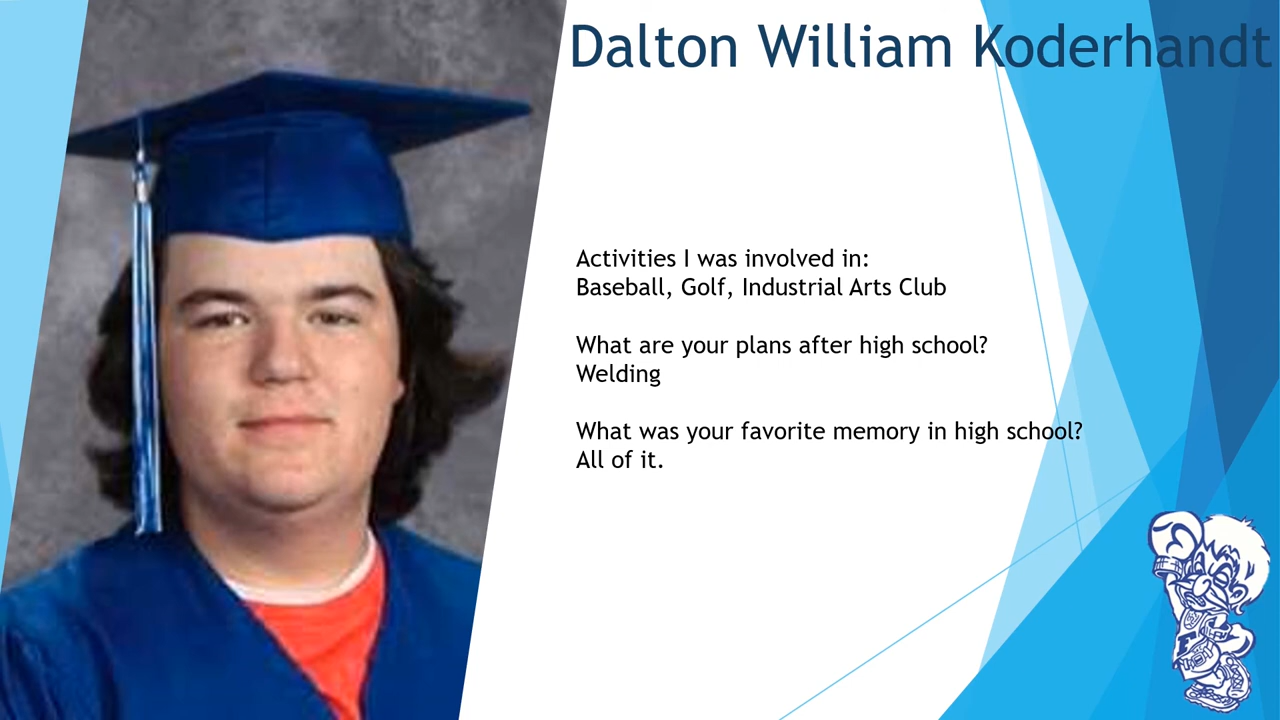 Dalton William Koderhandt
Activities I was involved in:
Baseball, Golf, Industrial Arts Club
What are your plans after high school?
Welding
What was your favorite memory in high school?
All of it.